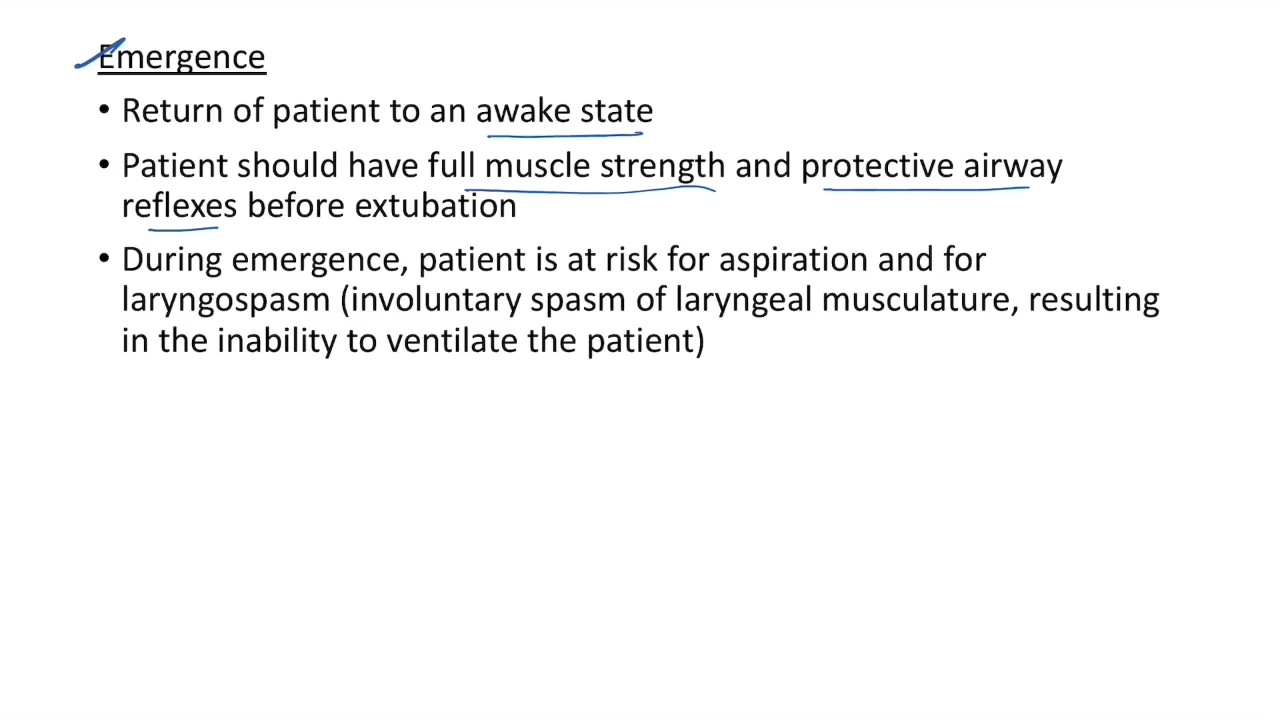 Emergence
• Return of patient to an awake state
• Patient should have full muscle strength and protective airway
reflexes before extubation
• During emergence, patient is at risk for aspiration and for
laryngospasm (involuntary spasm of laryngeal musculature, resulting
in the inability to ventilate the patient)